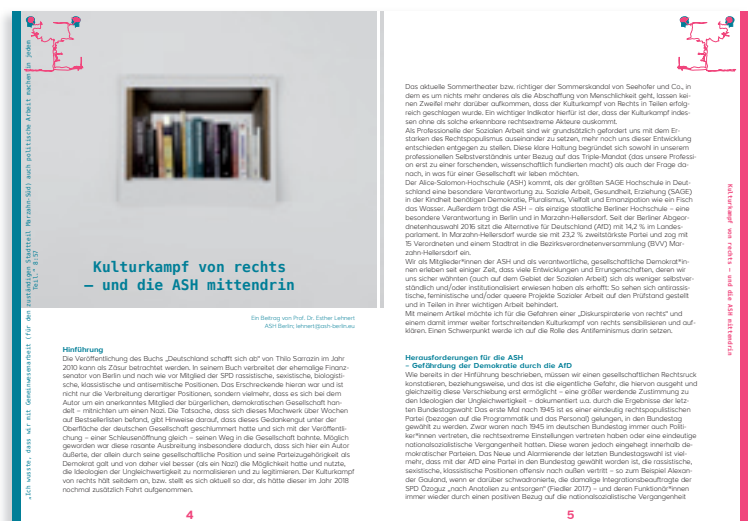 „Ich wusste, dass wir mit Gemeinwesenarbeit (für den zuständigen Stadtteil Marzahn-Süd) auch politische Arbeit machen in jedem
Teil." 8:57
Kulturkampf von rechts
– und die ASH mittendrin
Ein Beitrag von Prof. Dr. Esther Lehnert
ASH Berlin; lehnert@ash-berlin.eu
Hinführung
Die Veröffentlichung des Buchs „Deutschland schafft sich ab" von Thilo Sarrazin im Jahr
2010 kann als Zäsur betrachtet werden. In seinem Buch verbreitet der ehemalige Finanz-
senator von Berlin und nach wie vor Mitglied der SPD rassistische, sexistische, biologisti-
sche, klassistische und antisemitische Positionen. Das Erschreckende hieran war und ist
nicht nur die Verbreitung derartiger Positionen, sondern vielmehr, dass es sich bei dem
Autor um ein anerkanntes Mitglied der bürgerlichen, demokratischen Gesellschaft han-
delt – mitnichten um einen Nazi. Die Tatsache, dass sich dieses Machwerk über Wochen
auf Bestsellerlisten befand, gibt Hinweise darauf, dass dieses Gedankengut unter der
Oberfläche der deutschen Gesellschaft geschlummert hatte und sich mit der Veröffentli-
chung – einer Schleusenöffnung gleich – seinen Weg in die Gesellschaft bahnte. Möglich
geworden war diese rasante Ausbreitung insbesondere dadurch, dass sich hier ein Autor
äußerte, der allein durch seine gesellschaftliche Position und seine Parteizugehörigkeit als
Demokrat galt und von daher viel besser (als ein Nazi) die Möglichkeit hatte und nutzte,
die Ideologien der Ungleichwertigkeit zu normalisieren und zu legitimieren. Der Kulturkampf
von rechts hält seitdem an, bzw. stellt es sich aktuell so dar, als hätte dieser im Jahr 2018
nochmal zusätzlich Fahrt aufgenommen.
4
Das aktuelle Sommertheater bzw. richtiger der Sommerskandal von Seehofer und Co., in
dem es um nichts mehr anderes als die Abschaffung von Menschlichkeit geht, lassen kei-
nen Zweifel mehr darüber aufkommen, dass der Kulturkampf von Rechts in Teilen erfolg-
reich geschlagen wurde. Ein wichtiger Indikator hierfür ist der, dass der Kulturkampf indes-
sen ohne als solche erkennbare rechtsextreme Akteure auskommt.
Als Professionelle der Sozialen Arbeit sind wir grundsätzlich gefordert uns mit dem Er-
starken des Rechtspopulismus auseinander zu setzen, mehr noch uns dieser Entwicklung
entschieden entgegen zu stellen. Diese klare Haltung begründet sich sowohl in unserem
professionellen Selbstverständnis unter Bezug auf das Triple-Mandat (das unsere Professi-
on erst zu einer forschenden, wissenschaftlich fundierten macht) als auch der Frage da-
nach, in was für einer Gesellschaft wir leben möchten.
Der Alice-Salomon-Hochschule (ASH) kommt, als der größten SAGE Hochschule in Deut-
schland eine besondere Verantwortung zu. Soziale Arbeit, Gesundheit, Erziehung (SAGE)
in der Kindheit benötigen Demokratie, Pluralismus, Vielfalt und Emanzipation wie ein Fisch
das Wasser. Außerdem trägt die ASH – als einzige staatliche Berliner Hochschule – eine
besondere Verantwortung in Berlin und in Marzahn-Hellersdorf. Seit der Berliner Abgeor-
dnetenhauswahl 2016 sitzt die Alternative für Deutschland (AfD) mit 14,2 % im Landes-
parlament. In Marzahn-Hellersdorf wurde sie mit 23,2 % zweitstärkste Partei und zog mit
15 Verordneten und einem Stadtrat in die Bezirksverordnetenversammlung (BVV) Mar-
zahn-Hellersdorf ein.
Wir als Mitglieder*innen der ASH und als verantwortliche, gesellschaftliche Demokrat*in-
nen erleben seit einiger Zeit, dass viele Entwicklungen und Errungenschaften, deren wir
uns sicher wähnten (auch auf dem Gebiet der Sozialen Arbeit) sich als weniger selbstver-
ständlich und/oder institutionalisiert erwiesen haben als erhofft: So sehen sich antirassis-
tische, feministische und/oder queere Projekte Sozialer Arbeit auf den Prüfstand gestellt
und in Teilen in ihrer wichtigen Arbeit behindert.
Mit meinem Artikel möchte ich für die Gefahren einer „Diskurspiraterie von rechts" und
einem damit immer weiter fortschreitenden Kulturkampf von rechts sensibilisieren und auf-
klären. Einen Schwerpunkt werde ich auf die Rolle des Antifeminismus darin setzen.
Herausforderungen für die ASH
– Gefährdung der Demokratie durch die AfD
Wie bereits in der Hinführung beschrieben, müssen wir einen gesellschaftlichen Rechtsruck
konstatieren, beziehungsweise, und das ist die eigentliche Gefahr, die hiervon ausgeht und
gleichzeitig diese Verschiebung erst ermöglicht – eine größer werdende Zustimmung zu
den Ideologien der Ungleichwertigkeit – dokumentiert u.a. durch die Ergebnisse der letz-
ten Bundestagswahl: Das erste Mal nach 1945 ist es einer eindeutig rechtspopulistischen
Partei (bezogen auf die Programmatik und das Personal) gelungen, in den Bundestag
gewählt zu werden. Zwar waren nach 1945 im deutschen Bundestag immer auch Politi-
ker*innen vertreten, die rechtsextreme Einstellungen vertreten haben oder eine eindeutige
nationalsozialistische Vergangenheit hatten. Diese waren jedoch eingehegt innerhalb de-
mokratischer Parteien. Das Neue und Alarmierende der letzten Bundestagswahl ist viel-
mehr, dass mit der AfD eine Partei in den Bundestag gewählt worden ist, die rassistische,
sexistische, klassistische Positionen offensiv nach außen vertritt – so zum Beispiel Alexan-
der Gauland, wenn er darüber schwadronierte, die damalige Integrationsbeauftragte der
SPD Özoguz „nach Anatolien zu entsorgen" (Fiedler 2017) – und deren Funktionär*innen
immer wieder durch einen positiven Bezug auf die nationalsozialistische Vergangenheit
5
Kulturkampf von rechts – und die ASH mittendrin